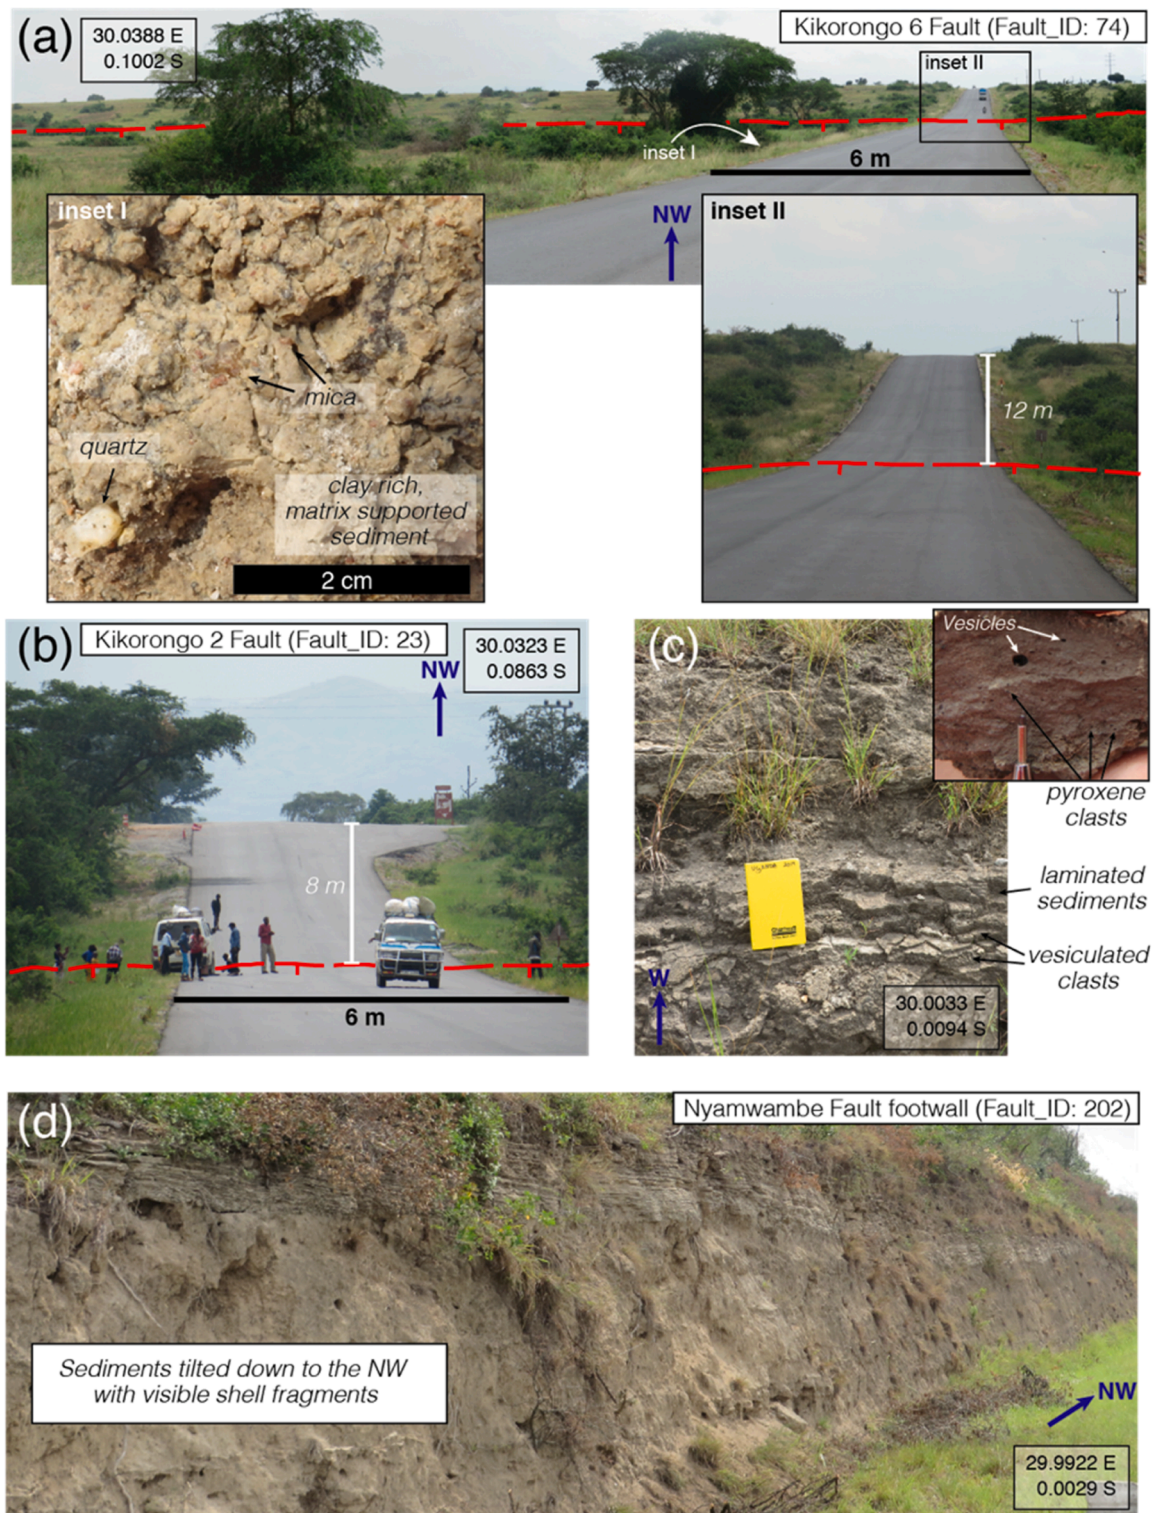 (a)
30.0388 E
0.1002 S
Kikorongo 6 Fault (Fault_ID: 74)
inset II
inset I
6 m
NW
inset I
mica
quartz
clay rich,
matrix supported
sediment
2 cm
inset II
12 m
(b)
Kikorongo 2 Fault (Fault_ID: 23)
30.0323 E
0.0863 S
NW
8 m
6 m
(c)
Vesicles
pyroxene
clasts
laminated
sediments
vesiculated
clasts
W
30.0033 E
0.0094 S
(d)
Nyamwambe Fault footwall (Fault_ID: 202)
Sediments tilted down to the NW
with visible shell fragments
NW
29.9922 E
0.0029 S